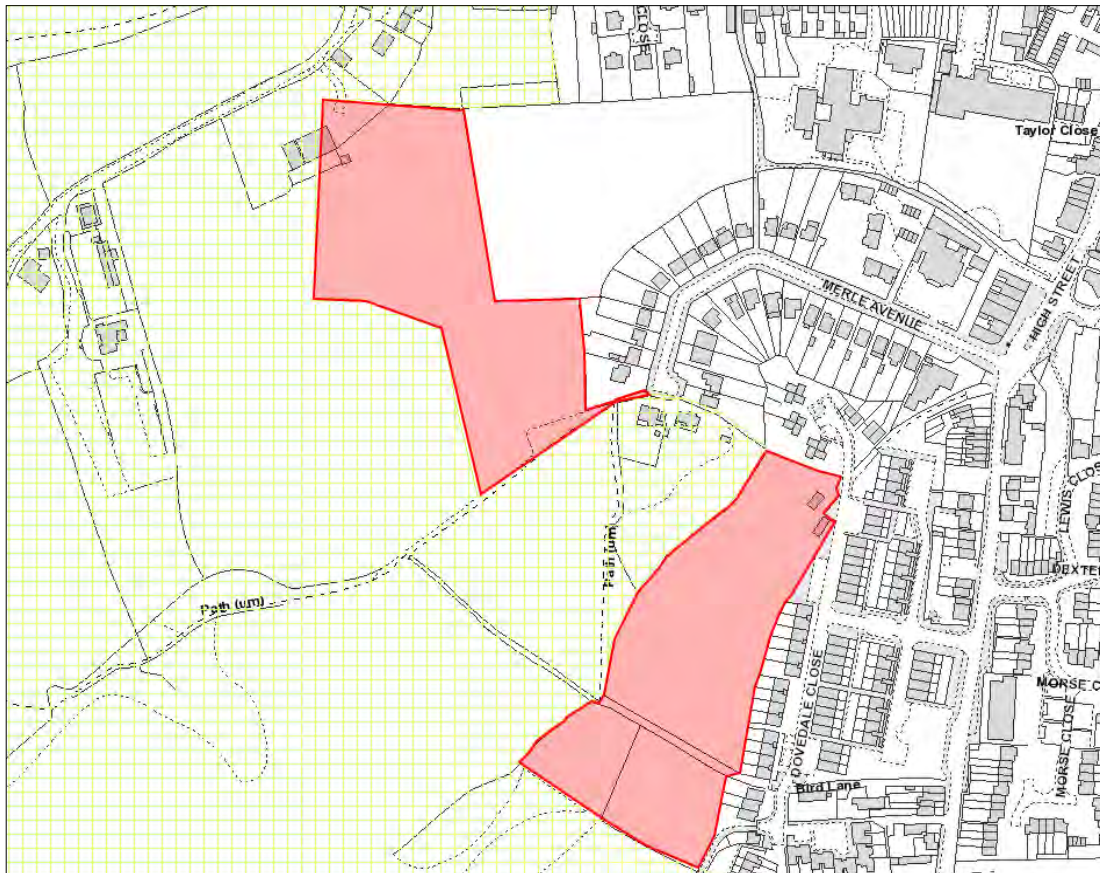 CLOSE
Taylor Close
MERLE AVENUE
HIGH STREET
LEWIS CLOS
DEXTER
Path (um)
Path (um)
DOVEDALE CLOSE
MORSE C
MORSE CLOSE
Bird Lane